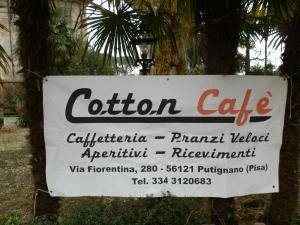 Cotton Cafè
Caffetteria - Pranzi Veloci
Aperitivi - Ricevimenti
Via Fiorentina, 280 - 56121 Putignano (Pisa)
Tel. 334 3120683